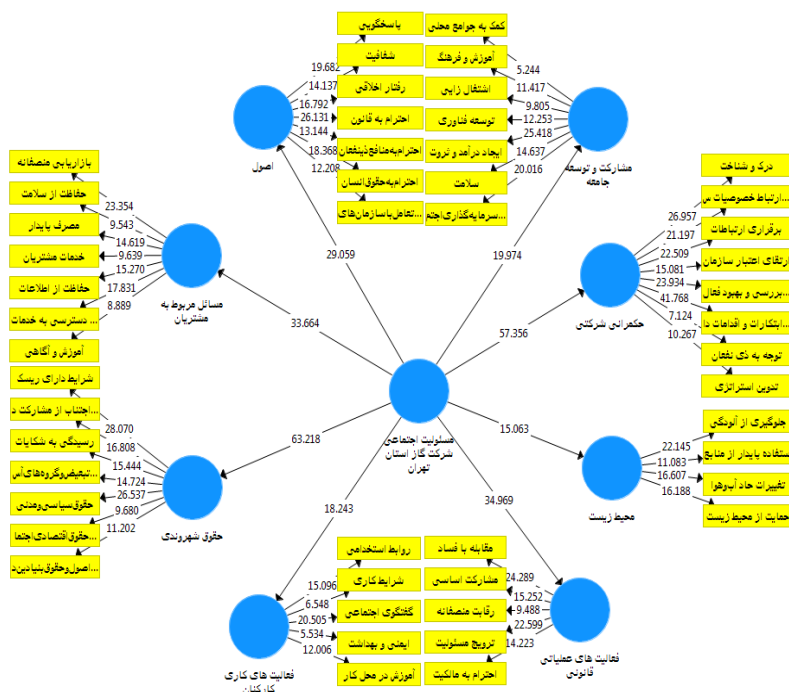 پاسخگویی
شفافیت
رفتار اخلاقی
احترام به قانون
احترام‌به‌منافع‌ذینفعان
احترام‌به‌حقوق‌انسان
...تعامل‌باسازمان‌های
19.682
14.137
16.792
26.131
13.144
18.368
12.208
اصول
کمک به جوامع محلی
آموزش و فرهنگ
اشتغال زایی
توسعه فناوری
ایجاد درآمد و ثروت
سلامت
...سرمایه‌گذاری‌اجتم
5.244
11.417
9.805
12.253
25.418
14.637
20.016
مشارکت و توسعه
جامعه
درک و شناخت
...ارتباط خصوصیات س
برقراری ارتباطات
ارتقای اعتبار سازمان
...بررسی و بهبود فعال
...ابتکارات و اقدامات دا
توجه به ذی نفعان
تدوین استراتژی
26.957
21.197
22.509
15.081
23.934
41.768
7.124
10.267
حکمرانی شرکتی
بازاریابی منصفانه
حفاظت از سلامت
مصرف پایدار
خدمات مشتریان
حفاظت از اطلاعات
...دسترسی به خدمات
آموزش و آگاهی
23.354
9.543
14.619
9.639
15.270
17.831
8.889
مسائل مربوط به
مشتریان
29.059
19.974
33.664
57.356
63.218
15.063
18.243
34.969
مسئولیت اجتماعی
شرکت گاز استان
تهران
شرایط دارای ریسک
...اجتناب از مشارکت د
رسیدگی به شکایات
...تبعیض‌وگروه‌های‌آس
حقوق‌سیاسی‌ومدنی
...حقوق‌اقتصادی‌اجتما
...اصول‌وحقوق‌بنیادین‌د
28.070
16.808
15.444
14.724
26.537
9.680
11.202
حقوق شهروندی
جلوگیری از آلودگی
ستفاده پایدار از منابع
تغییرات حاد آب‌وهوا
حمایت از محیط زیست
22.145
11.083
16.607
16.188
محیط زیست
روابط استخدامی
شرایط کاری
گفتگوی اجتماعی
ایمنی و بهداشت
آموزش در محل کار
15.096
6.548
20.505
5.534
12.006
فعالیت های کاری
کارکنان
مقابله با فساد
مشارکت اساسی
رقابت منصفانه
ترویج مسئولیت
احترام به مالکیت
24.289
15.252
9.488
22.599
14.223
فعالیت های عملیاتی
قانونی